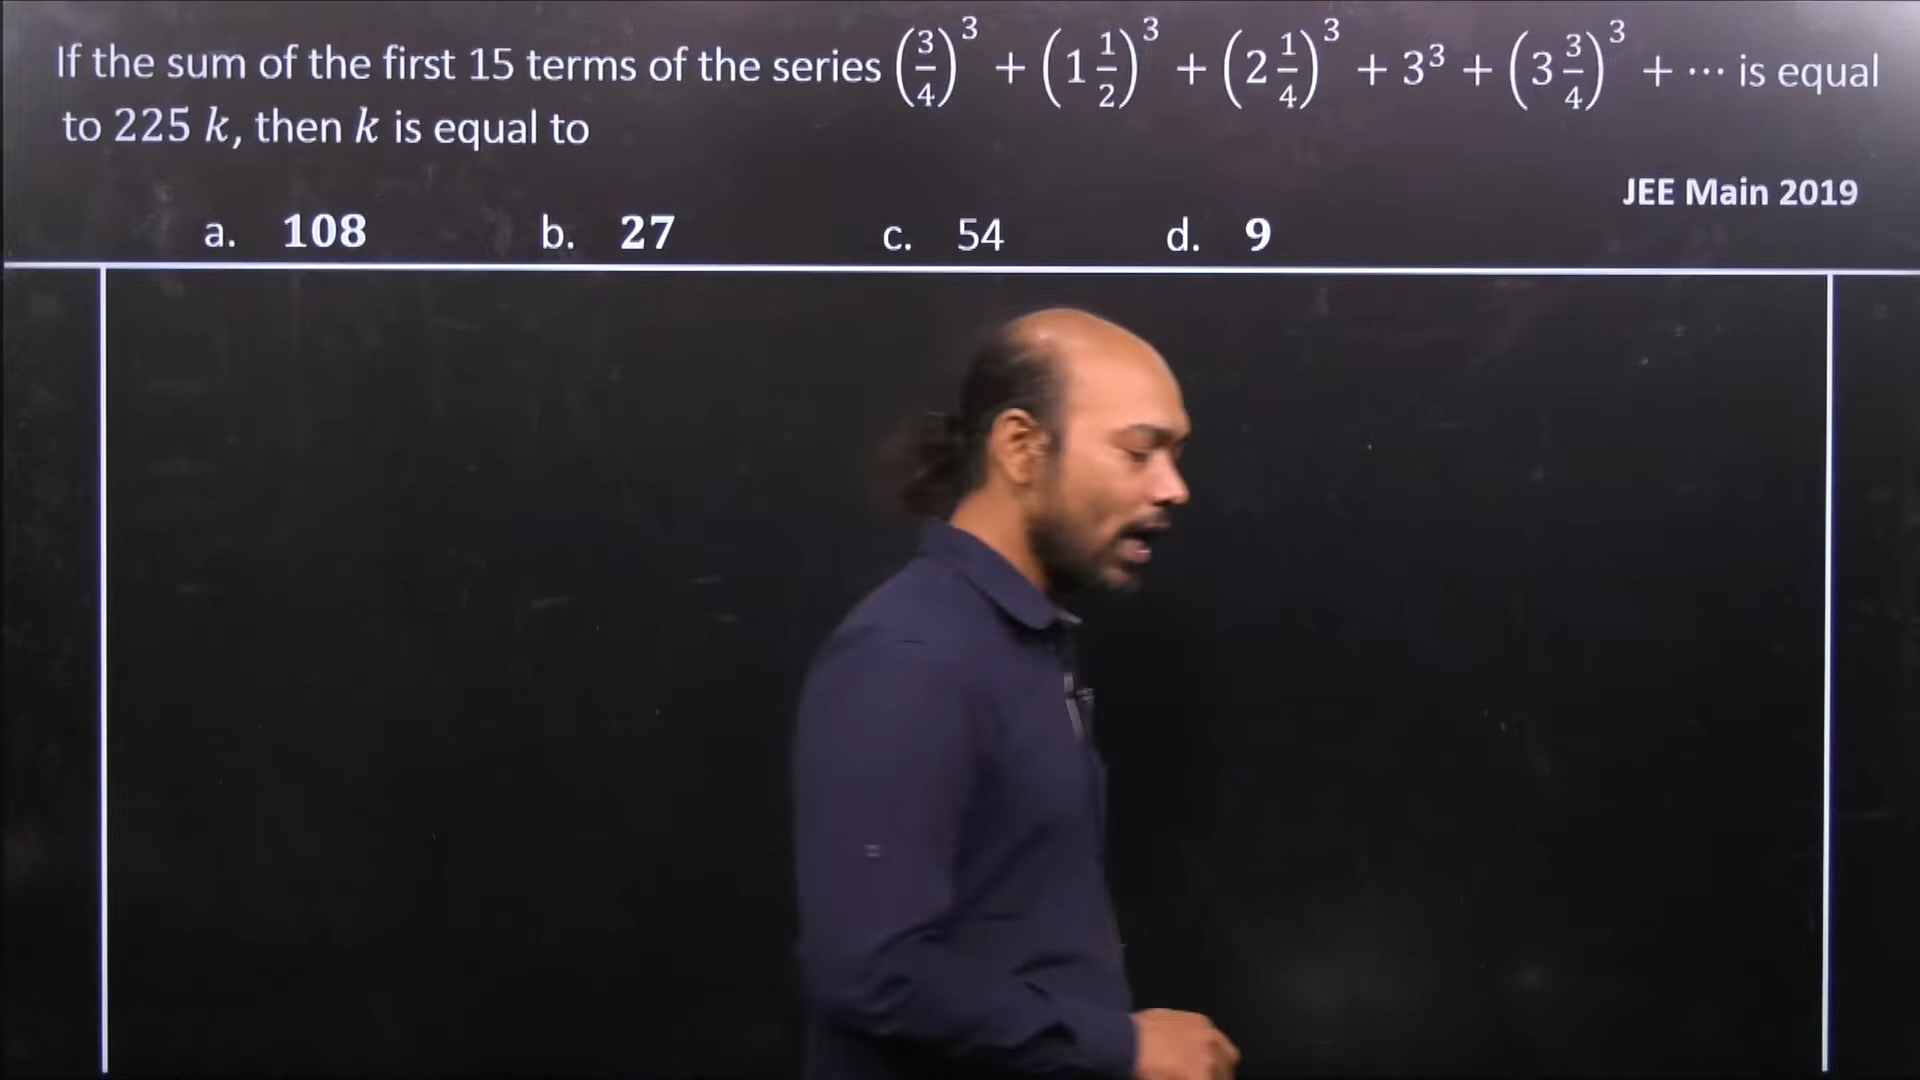 If the sum of the first 15 terms of the series (3/4)³ + (1 1/2)³ + (2 1/4)³ + 3³ + (3 3/4)³ + ⋯ is equal
to 225 k, then k is equal to
JEE Main 2019
a. 108 b. 27 c. 54 d. 9